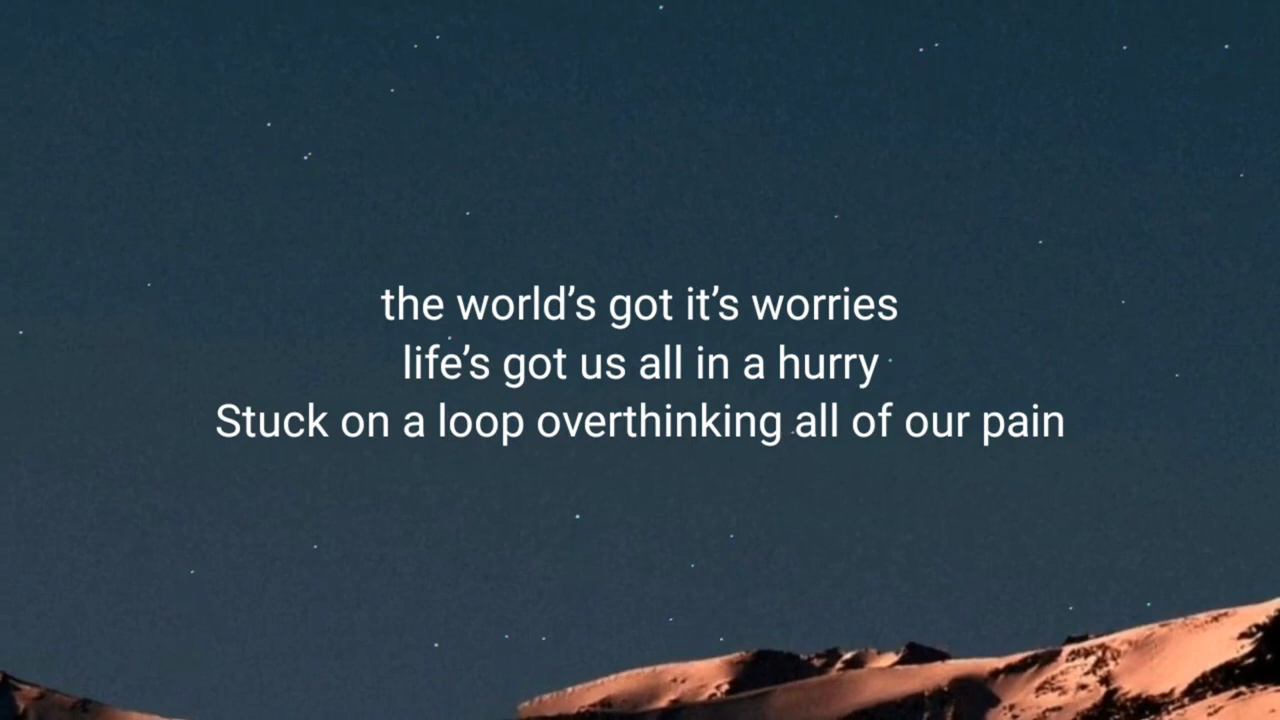 the world’s got it’s worries
life’s got us all in a hurry
Stuck on a loop overthinking all of our pain